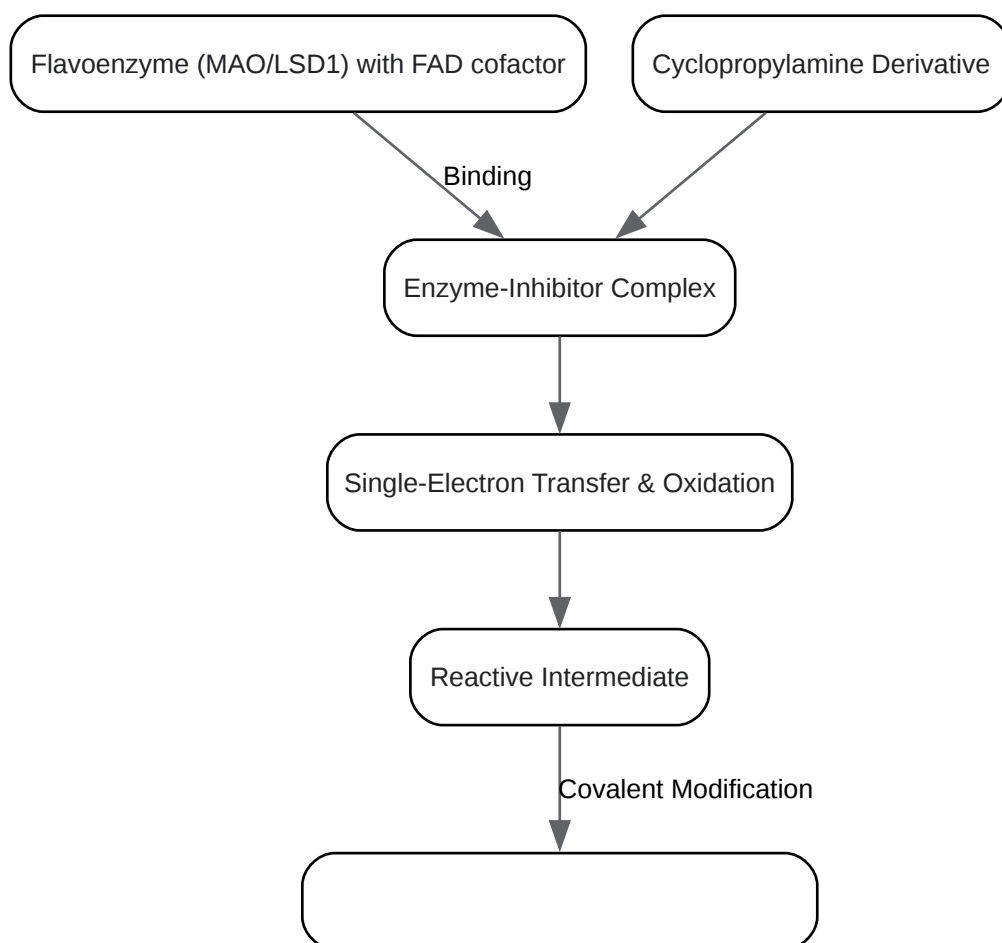 Flavoenzyme (MAO/LSD1) with FAD cofactor
Cyclopropylamine Derivative
Binding
Enzyme-Inhibitor Complex
Single-Electron Transfer & Oxidation
Reactive Intermediate
Covalent Modification